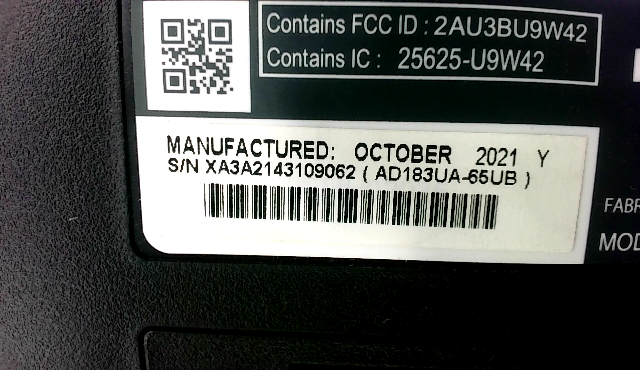 Contains FCC ID : 2AU3BU9W42
Contains IC : 25625-U9W42
MANUFACTURED: OCTOBER 2021 Y
S/N XA3A2143109062 ( AD183UA-65UB )
FABR
MOD